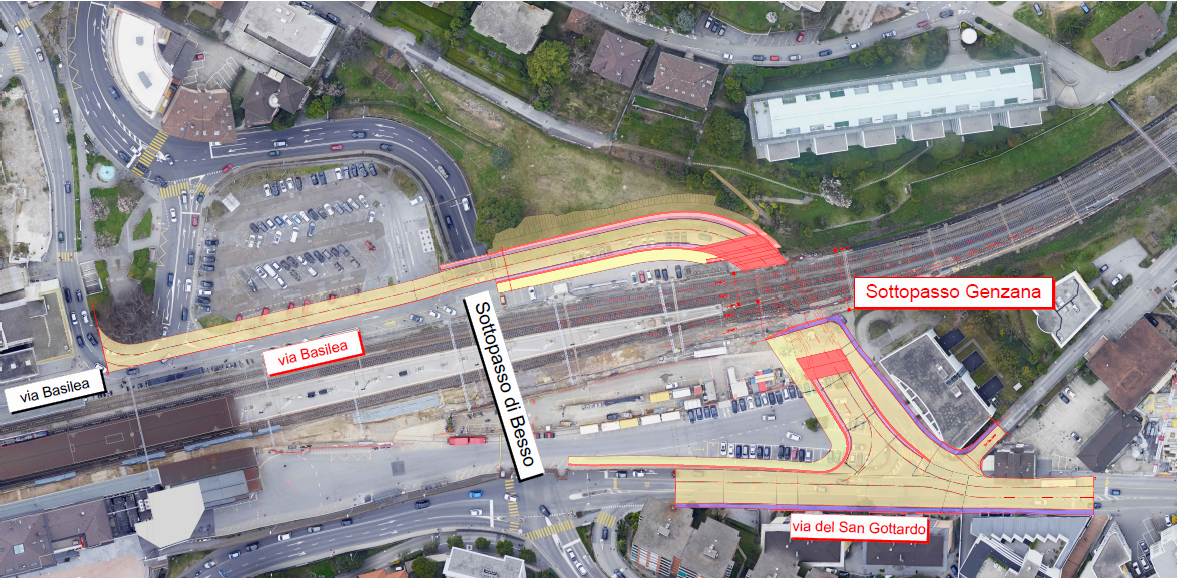 Sottopasso Genzana
via Basilea
via Basilea
Sottopasso di Besso
via del San Gottardo